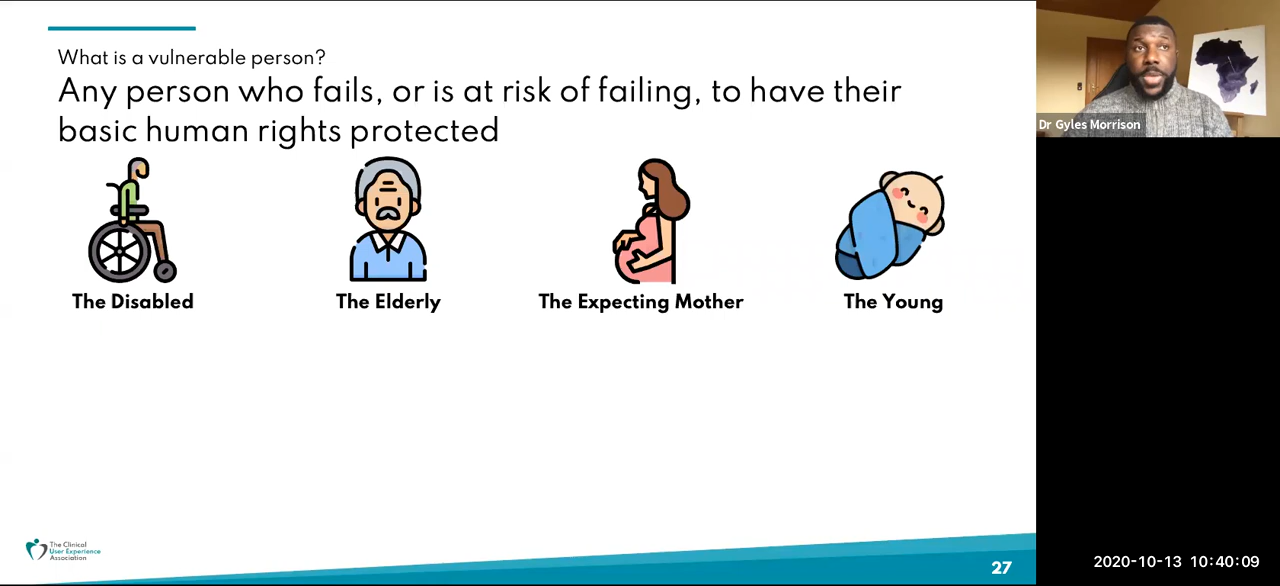 What is a vulnerable person?
Any person who fails, or is at risk of failing, to have their
basic human rights protected
The Disabled
The Elderly
The Expecting Mother
The Young
The Clinical
User Experience
Association
27
Dr Gyles Morrison
2020-10-13 10:40:09